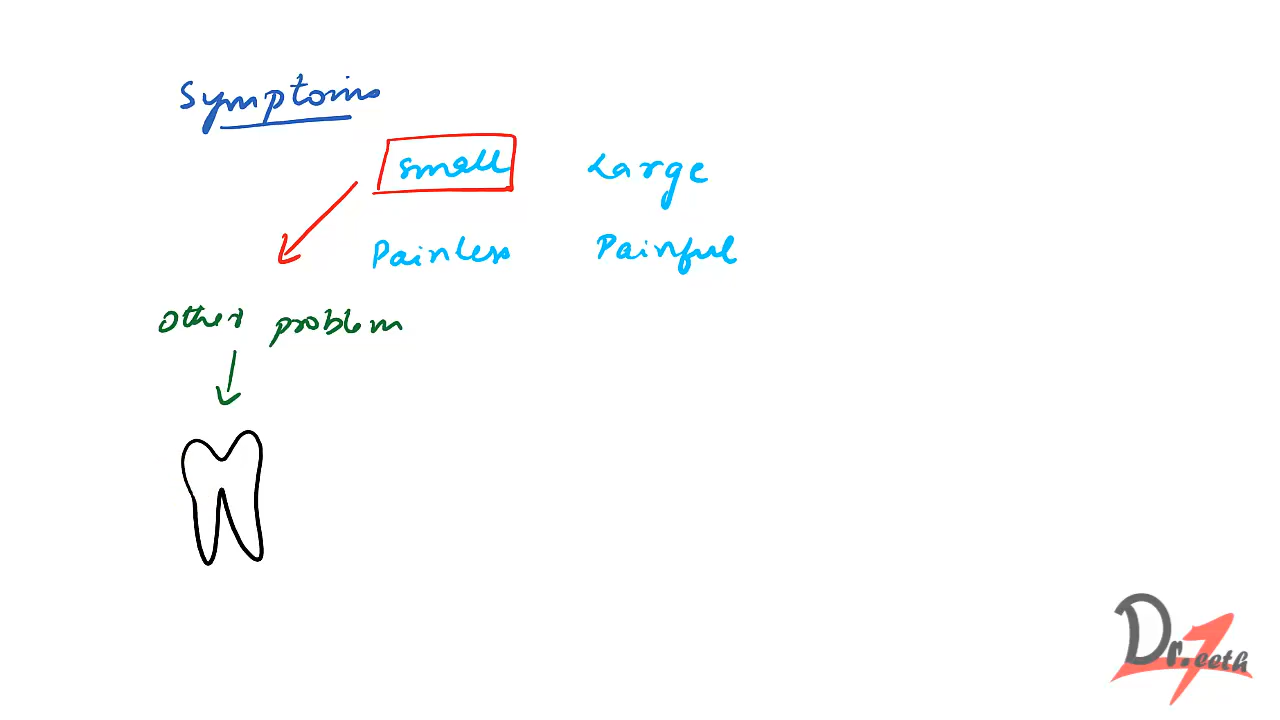 Symptoms
Small Large
Painless Painful
Other problem
Dr.eeth